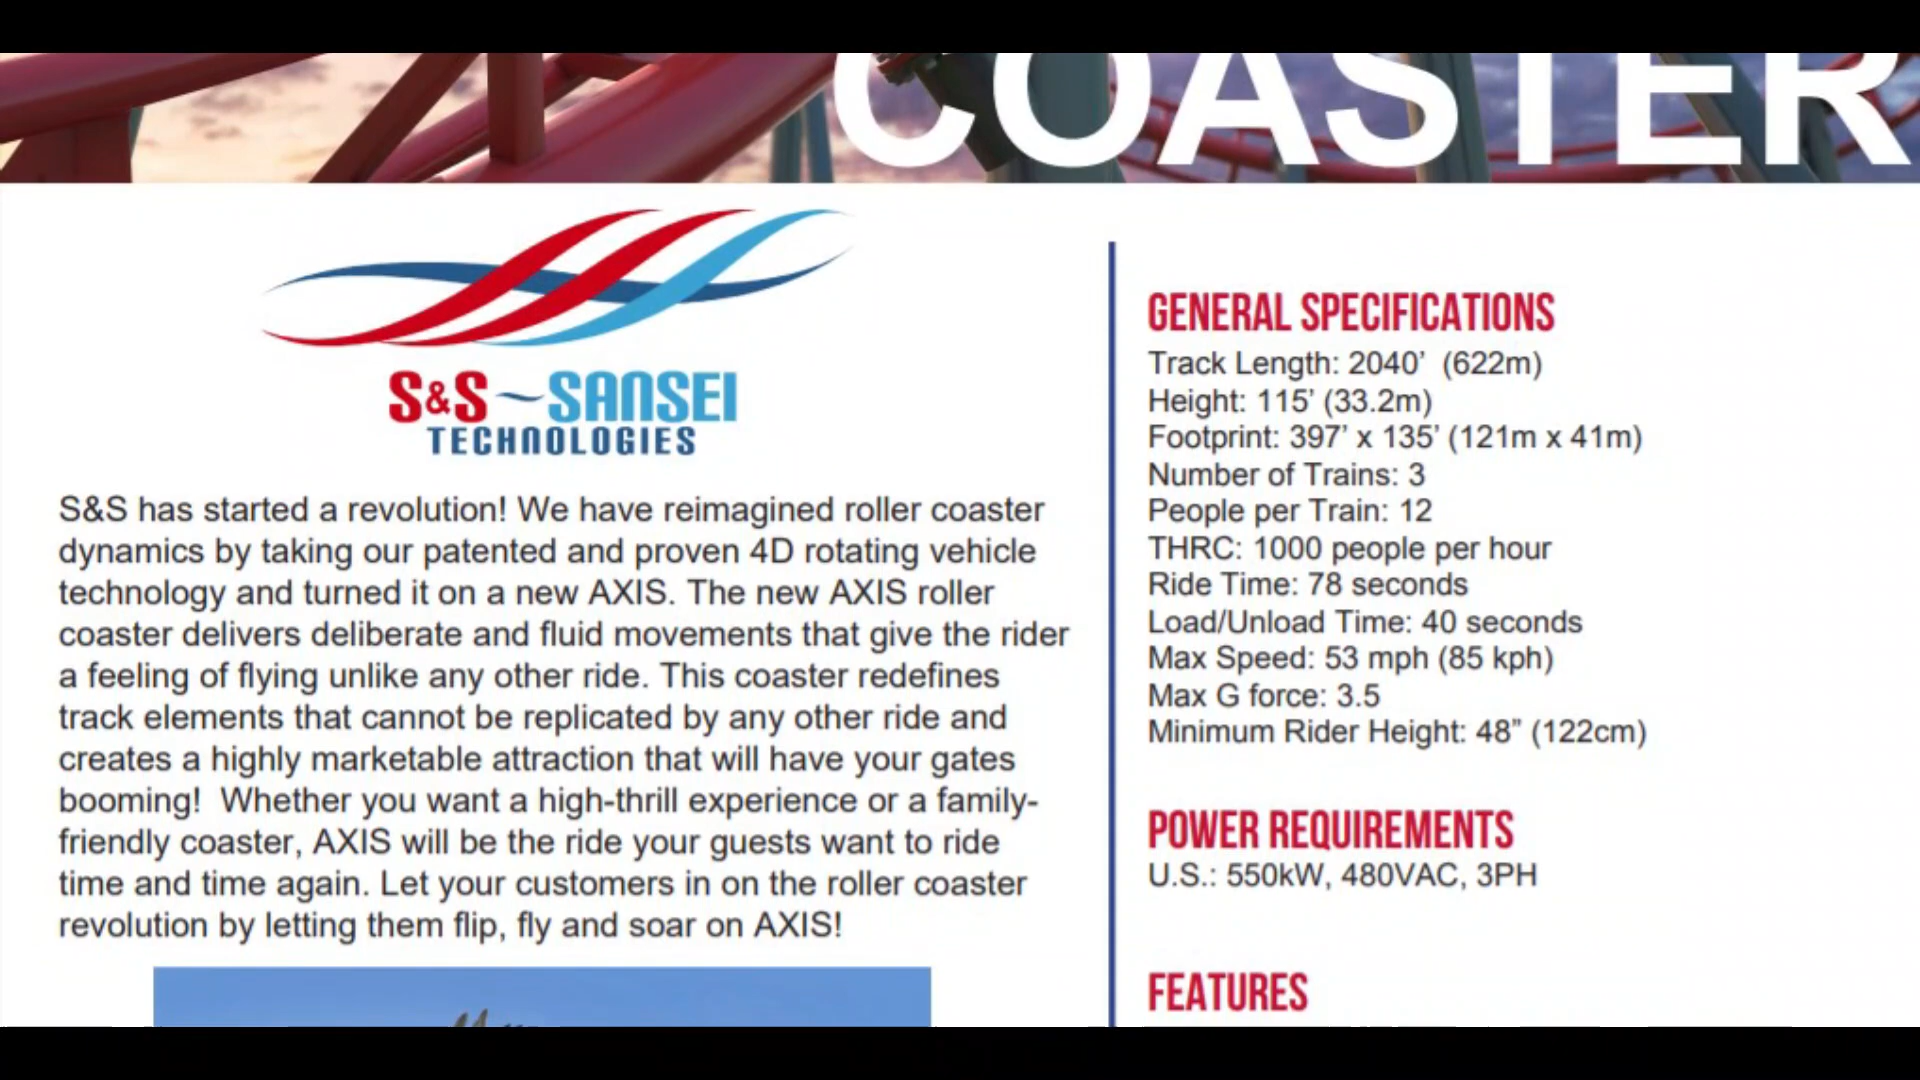 COASTER
S&S ~ SANSEI
TECHNOLOGIES
S&S has started a revolution! We have reimagined roller coaster
dynamics by taking our patented and proven 4D rotating vehicle
technology and turned it on a new AXIS. The new AXIS roller
coaster delivers deliberate and fluid movements that give the rider
a feeling of flying unlike any other ride. This coaster redefines
track elements that cannot be replicated by any other ride and
creates a highly marketable attraction that will have your gates
booming!  Whether you want a high-thrill experience or a family-
friendly coaster, AXIS will be the ride your guests want to ride
time and time again. Let your customers in on the roller coaster
revolution by letting them flip, fly and soar on AXIS!
GENERAL SPECIFICATIONS
Track Length: 2040’  (622m)
Height: 115’ (33.2m)
Footprint: 397’ x 135’ (121m x 41m)
Number of Trains: 3
People per Train: 12
THRC: 1000 people per hour
Ride Time: 78 seconds
Load/Unload Time: 40 seconds
Max Speed: 53 mph (85 kph)
Max G force: 3.5
Minimum Rider Height: 48” (122cm)
POWER REQUIREMENTS
U.S.: 550kW, 480VAC, 3PH
FEATURES